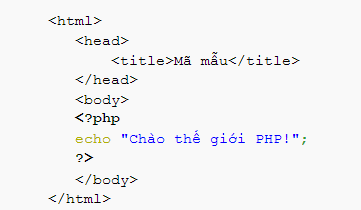 <html>
<head>
<title>Mã mẫu</title>
</head>
<body>
<?php
echo "Chào thế giới PHP!";
?>
</body>
</html>